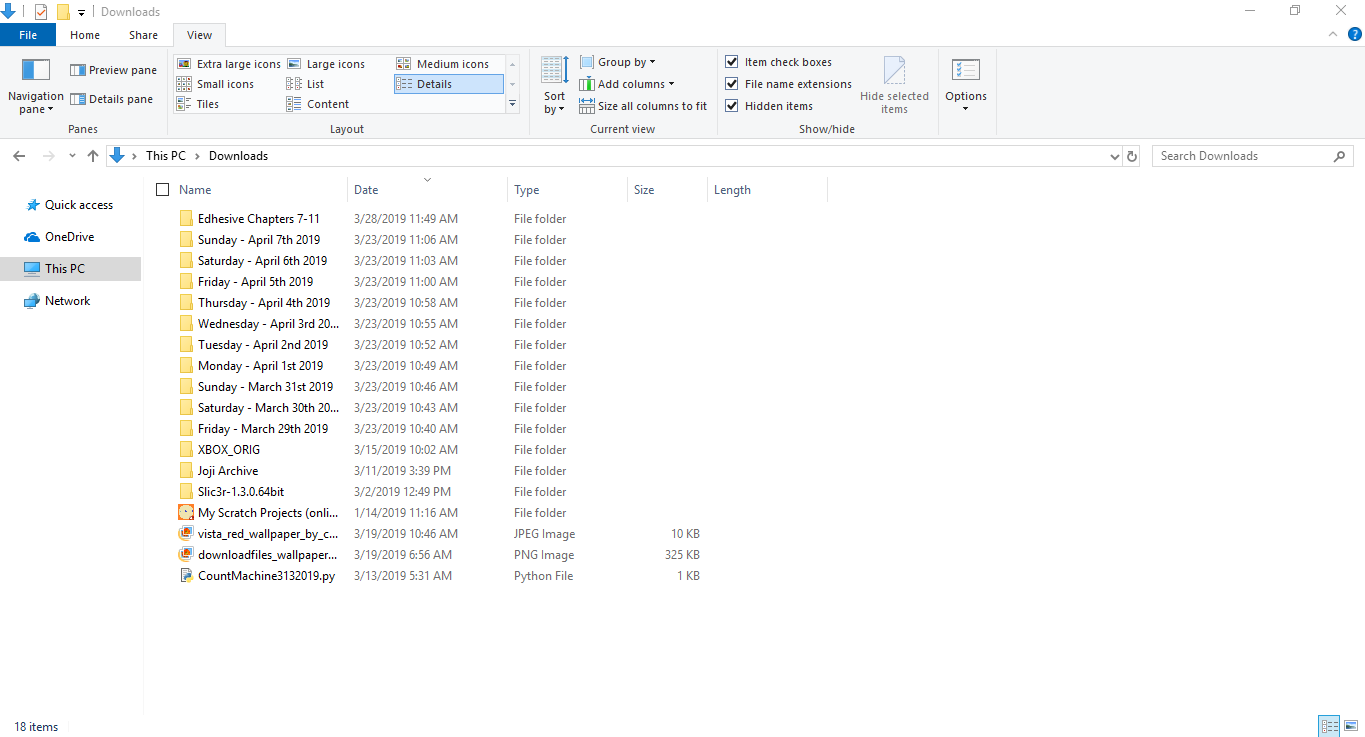 Downloads
File Home Share View
Extra large icons Large icons Medium icons
Small icons List Details
Tiles Content
Preview pane
Details pane
Navigation pane
Panes
Layout
Sort by
Group by
Add columns
Size all columns to fit
Current view
Item check boxes
File name extensions
Hidden items
Hide selected items
Show/hide
Options
This PC > Downloads
Search Downloads
Quick access
OneDrive
This PC
Network
Name Date Type Size Length
Edhesive Chapters 7-11 3/28/2019 11:49 AM File folder
Sunday - April 7th 2019 3/23/2019 11:06 AM File folder
Saturday - April 6th 2019 3/23/2019 11:03 AM File folder
Friday - April 5th 2019 3/23/2019 11:00 AM File folder
Thursday - April 4th 2019 3/23/2019 10:58 AM File folder
Wednesday - April 3rd 20... 3/23/2019 10:55 AM File folder
Tuesday - April 2nd 2019 3/23/2019 10:52 AM File folder
Monday - April 1st 2019 3/23/2019 10:49 AM File folder
Sunday - March 31st 2019 3/23/2019 10:46 AM File folder
Saturday - March 30th 20... 3/23/2019 10:43 AM File folder
Friday - March 29th 2019 3/23/2019 10:40 AM File folder
XBOX_ORIG 3/15/2019 10:02 AM File folder
Joji Archive 3/11/2019 3:39 PM File folder
Slic3r-1.3.0.64bit 3/2/2019 12:49 PM File folder
My Scratch Projects (onli... 1/14/2019 11:16 AM File folder
vista_red_wallpaper_by_c... 3/19/2019 10:46 AM JPEG Image 10 KB
downloadfiles_wallpaper... 3/19/2019 6:56 AM PNG Image 325 KB
CountMachine3132019.py 3/13/2019 5:31 AM Python File 1 KB
18 items